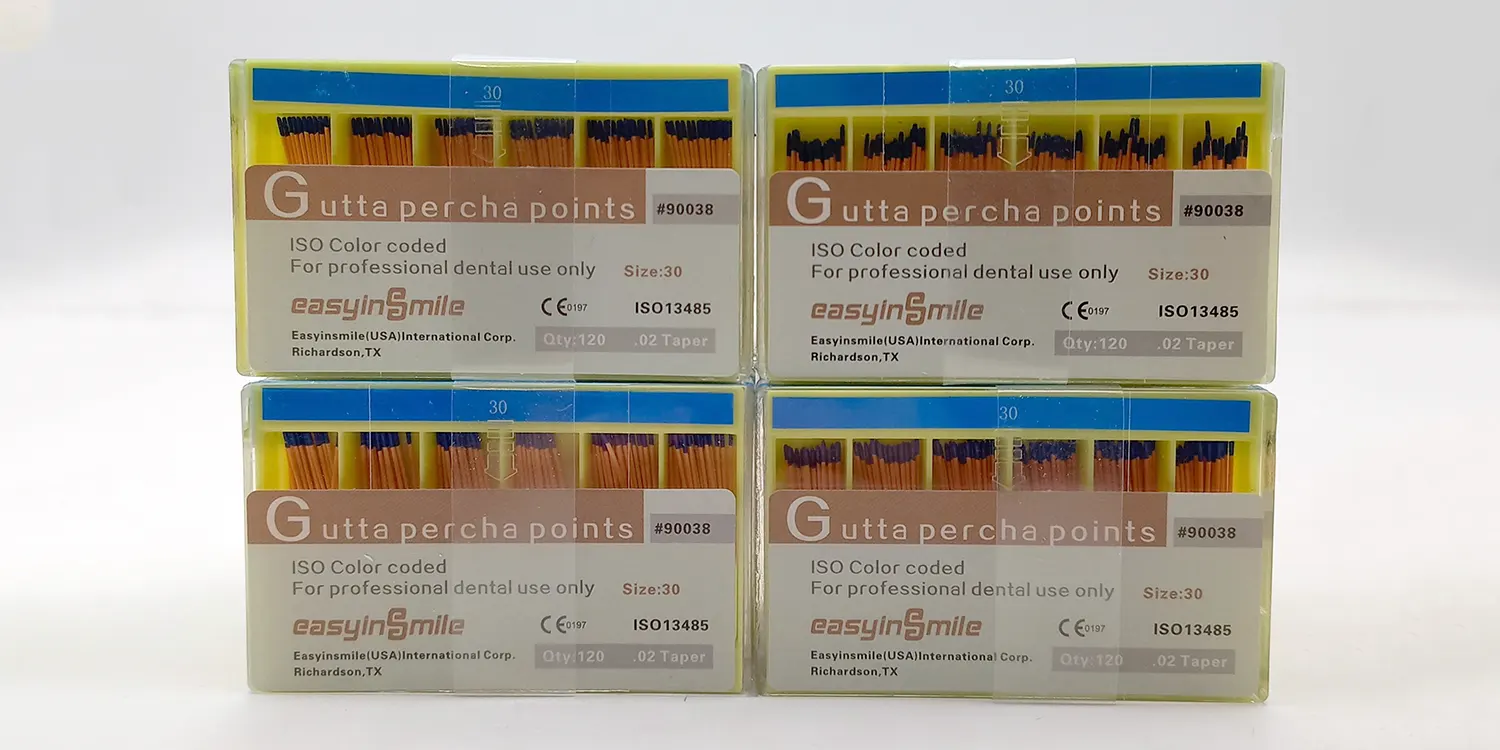 30
Gutta percha points #90038
ISO Color coded
For professional dental use only Size:30
easyinSmile CE0197 ISO13485
Easyinsmile(USA)International Corp. Qty:120 .02 Taper
Richardson,TX
30
Gutta percha points #90038
ISO Color coded
For professional dental use only Size:30
easyinSmile CE0197 ISO13485
Easyinsmile(USA)International Corp. Qty:120 .02 Taper
Richardson,TX
30
Gutta percha points #90038
ISO Color coded
For professional dental use only Size:30
easyinSmile CE0197 ISO13485
Easyinsmile(USA)International Corp. Qty:120 .02 Taper
Richardson,TX
30
Gutta percha points #90038
ISO Color coded
For professional dental use only Size:30
easyinSmile CE0197 ISO13485
Easyinsmile(USA)International Corp. Qty:120 .02 Taper
Richardson,TX